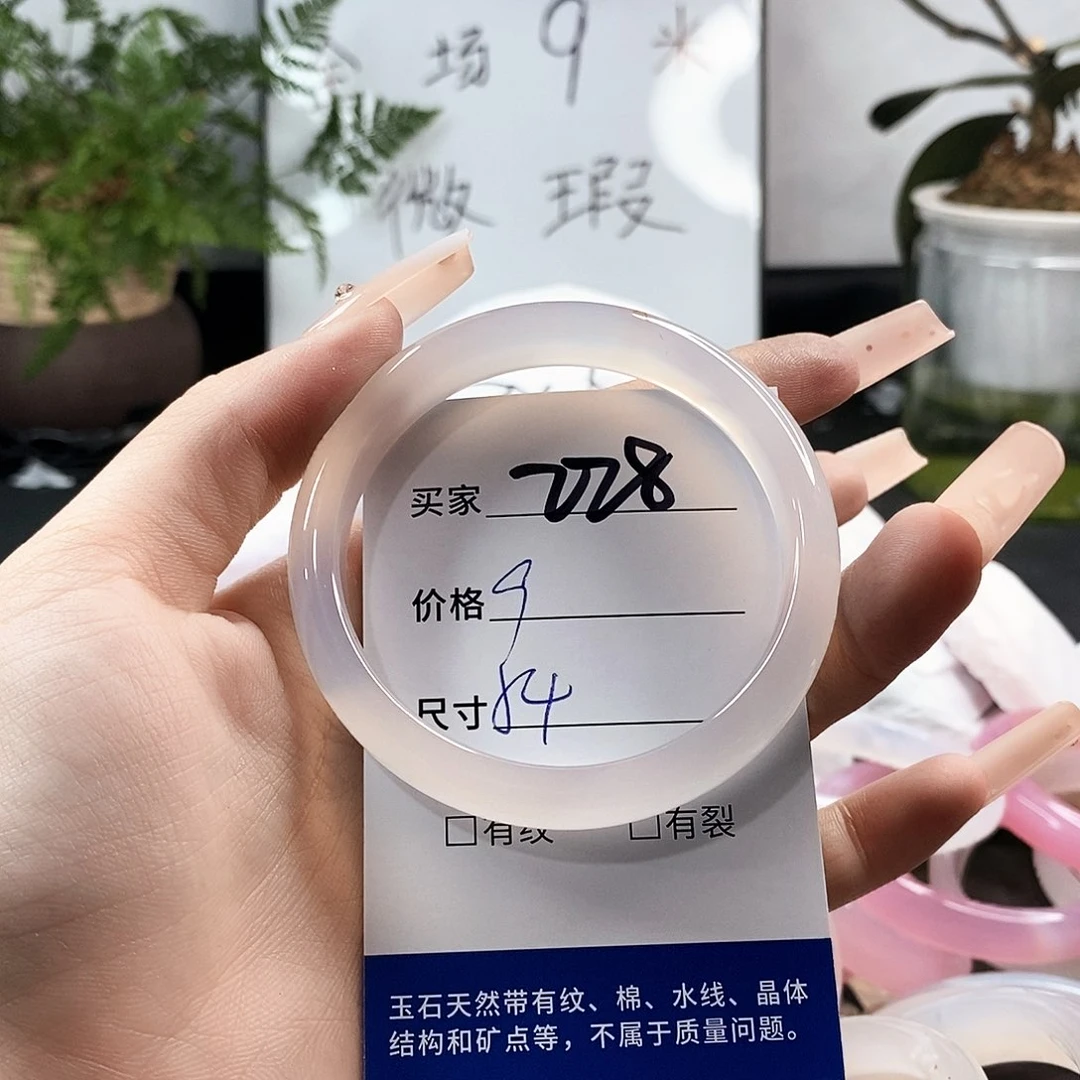 场 9 米
微 瑕
买家 7728
价格 9
尺寸 54
□有纹 □有裂
玉石天然带有纹、棉、水线、晶体
结构和矿点等，不属于质量问题。